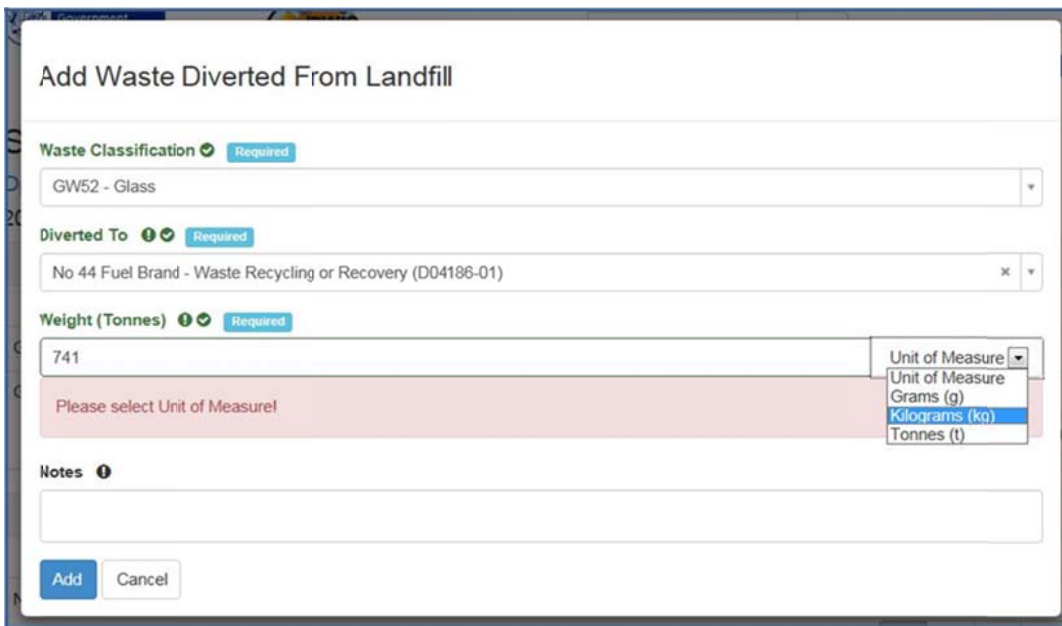 Government
Add Waste Diverted From Landfill
Waste Classification Required
GW52 - Glass
Diverted To Required
No 44 Fuel Brand - Waste Recycling or Recovery (D04186-01)
Weight (Tonnes) Required
741
Unit of Measure
Unit of Measure
Grams (g)
Kilograms (kg)
Tonnes (t)
Please select Unit of Measure!
Notes
Add Cancel